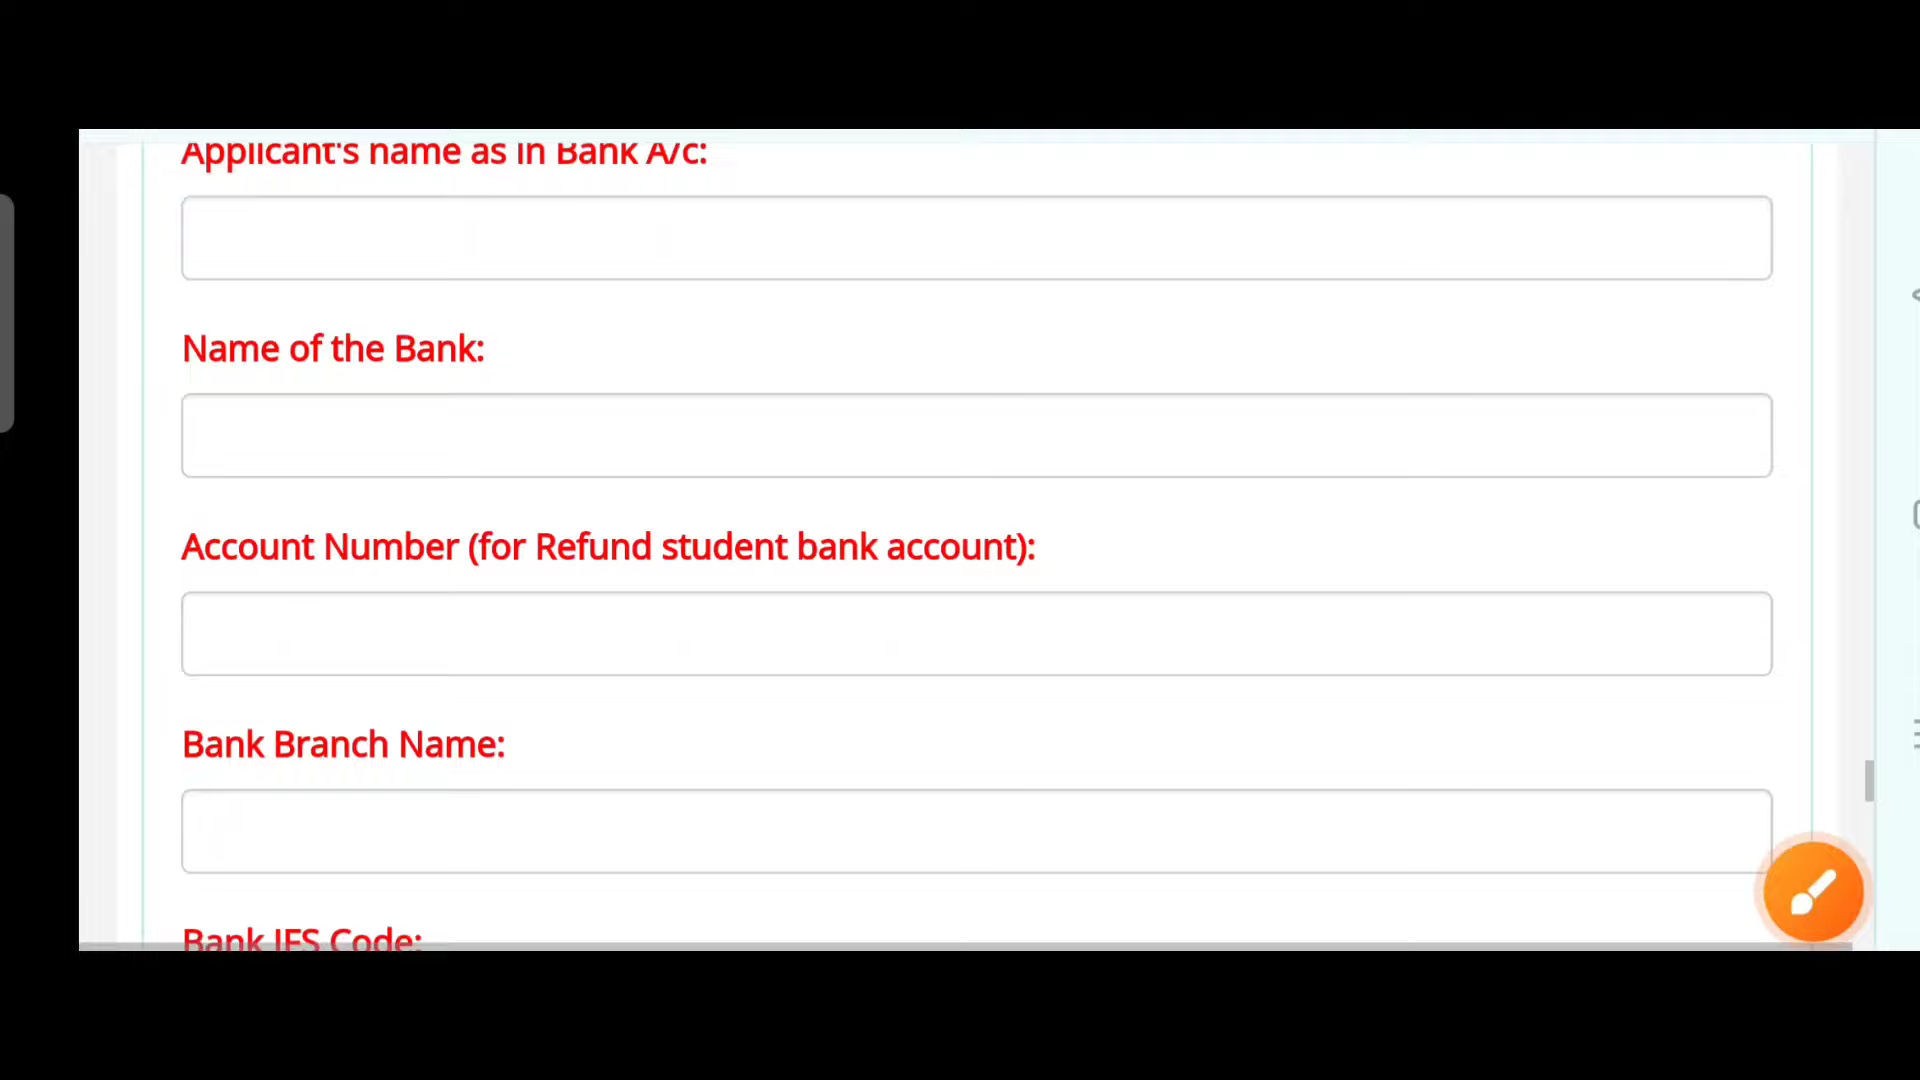 Applicant's name as in Bank A/c:
Name of the Bank:
Account Number (for Refund student bank account):
Bank Branch Name:
Bank IFS Code: